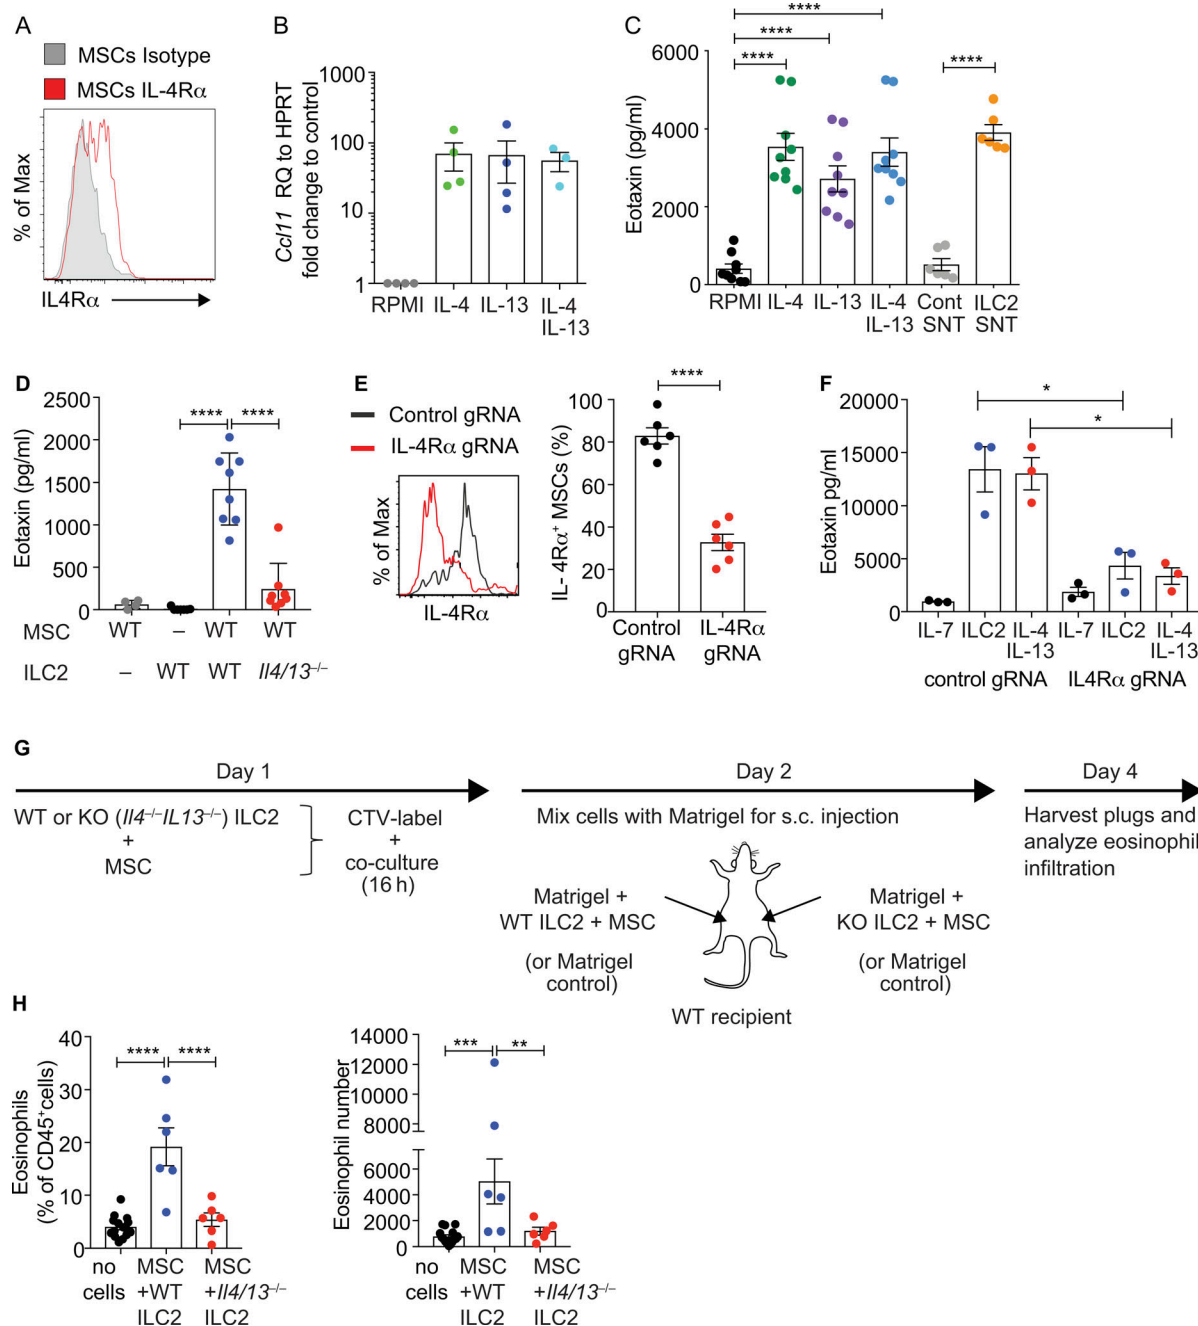 A
MSCs Isotype
MSCs IL-4Rα
% of Max
IL4Rα
B
Ccl11 RQ to HPRT
fold change to control
1000
100
10
1
RPMI IL-4 IL-13 IL-4
IL-13
C
****
****
****
****
Eotaxin (pg/ml)
6000
4000
2000
0
RPMI IL-4 IL-13 IL-4 Cont ILC2
IL-13 SNT SNT
D
Eotaxin (pg/ml)
2500
2000
1500
1000
500
0
**** ****
MSC WT – WT WT
ILC2 – WT WT Il4/13–/–
E
Control gRNA
IL-4Rα gRNA
% of Max
IL-4Rα
IL- 4Rα+ MSCs (%)
100
80
60
40
20
0
****
Control IL-4Rα
gRNA gRNA
F
Eotaxin pg/ml
20000
15000
10000
5000
0
*
*
IL-7 ILC2 IL-4 IL-7 ILC2 IL-4
IL-13 IL-13
control gRNA IL4Rα gRNA
G
Day 1 Day 2 Day 4
WT or KO (Il4–/–IL13–/–) ILC2
+
MSC
CTV-label
+
co-culture
(16 h)
Mix cells with Matrigel for s.c. injection
Matrigel +
WT ILC2 + MSC
(or Matrigel
control)
Matrigel +
KO ILC2 + MSC
(or Matrigel
control)
WT recipient
Harvest plugs and
analyze eosinophil
infiltration
H
Eosinophils
(% of CD45+cells)
40
30
20
10
0
**** ****
no MSC MSC
cells +WT +Il4/13–/–
ILC2 ILC2
Eosinophil number
14000
12000
10000
8000
6000
4000
2000
0
*** **
no MSC MSC
cells +WT +Il4/13–/–
ILC2 ILC2